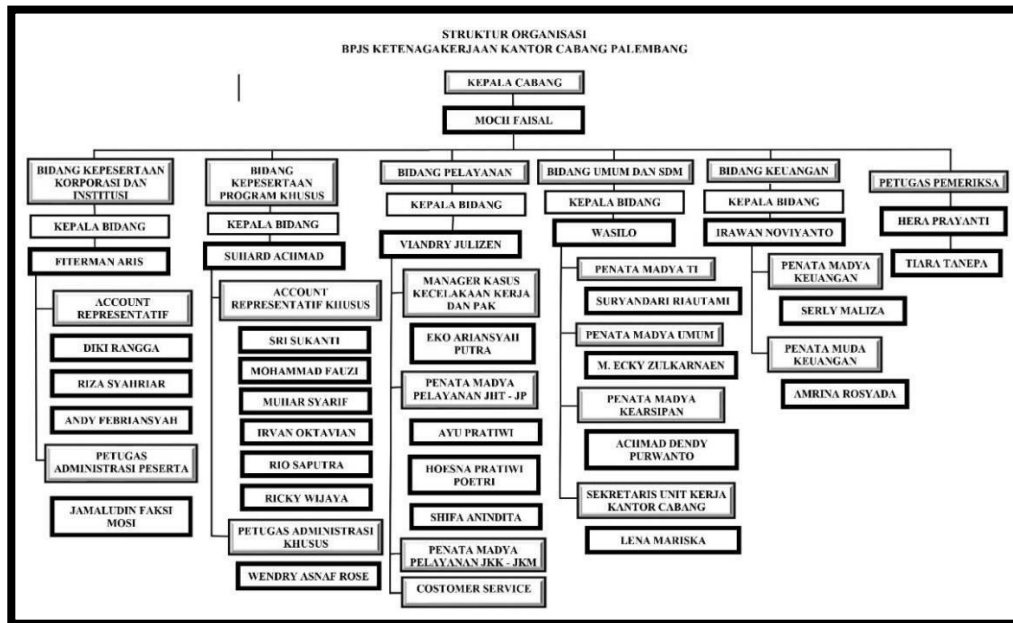 STRUKTUR ORGANISASI
BPJS KETENAGAKERJAAN KANTOR CABANG PALEMBANG
KEPALA CABANG
MOCH FAISAL
BIDANG KEPESERTAAN
KORPORASI DAN
INSTITUSI
KEPALA BIDANG
FITERMAN ARIS
ACCOUNT
REPRESENTATIF
DIKI RANGGA
RIZA SYAHRIAR
ANDY FEBRIANSYAH
PETUGAS
ADMINISTRASI PESERTA
JAMALUDIN FAKSI
MOSI
BIDANG
KEPESERTAAN
PROGRAM KHUSUS
KEPALA BIDANG
SUHARD ACHMAD
ACCOUNT
REPRESENTATIF KHUSUS
SRI SUKANTI
MOHAMMAD FAUZI
MUHAR SYARIF
IRVAN OKTAVIAN
RIO SAPUTRA
RICKY WIJAYA
PETUGAS ADMINISTRASI
KHUSUS
WENDRY ASNAF ROSE
BIDANG PELAYANAN
KEPALA BIDANG
VIANDRY JULIZEN
MANAGER KASUS
KECELAKAAN KERJA
DAN PAK
EKO ARIANSYAH
PUTRA
PENATA MADYA
PELAYANAN JHT - JP
AYU PRATIWI
HOESNA PRATIWI
POETRI
SHIFA ANINDITA
PENATA MADYA
PELAYANAN JKK - JKM
COSTOMER SERVICE
BIDANG UMUM DAN SDM
KEPALA BIDANG
WASILO
PENATA MADYA TI
SURYANDARI RIAUTAMI
PENATA MADYA UMUM
M. ECKY ZULKARNAEN
PENATA MADYA
KEARSIPAN
ACHMAD DENDY
PURWANTO
SEKRETARIS UNIT KERJA
KANTOR CABANG
LENA MARISKA
BIDANG KEUANGAN
KEPALA BIDANG
IRAWAN NOVIYANTO
PENATA MADYA
KEUANGAN
SERLY MALIZA
PENATA MUDA
KEUANGAN
AMRINA ROSYADA
PETUGAS PEMERIKSA
HERA PRAYANTI
TIARA TANEPA